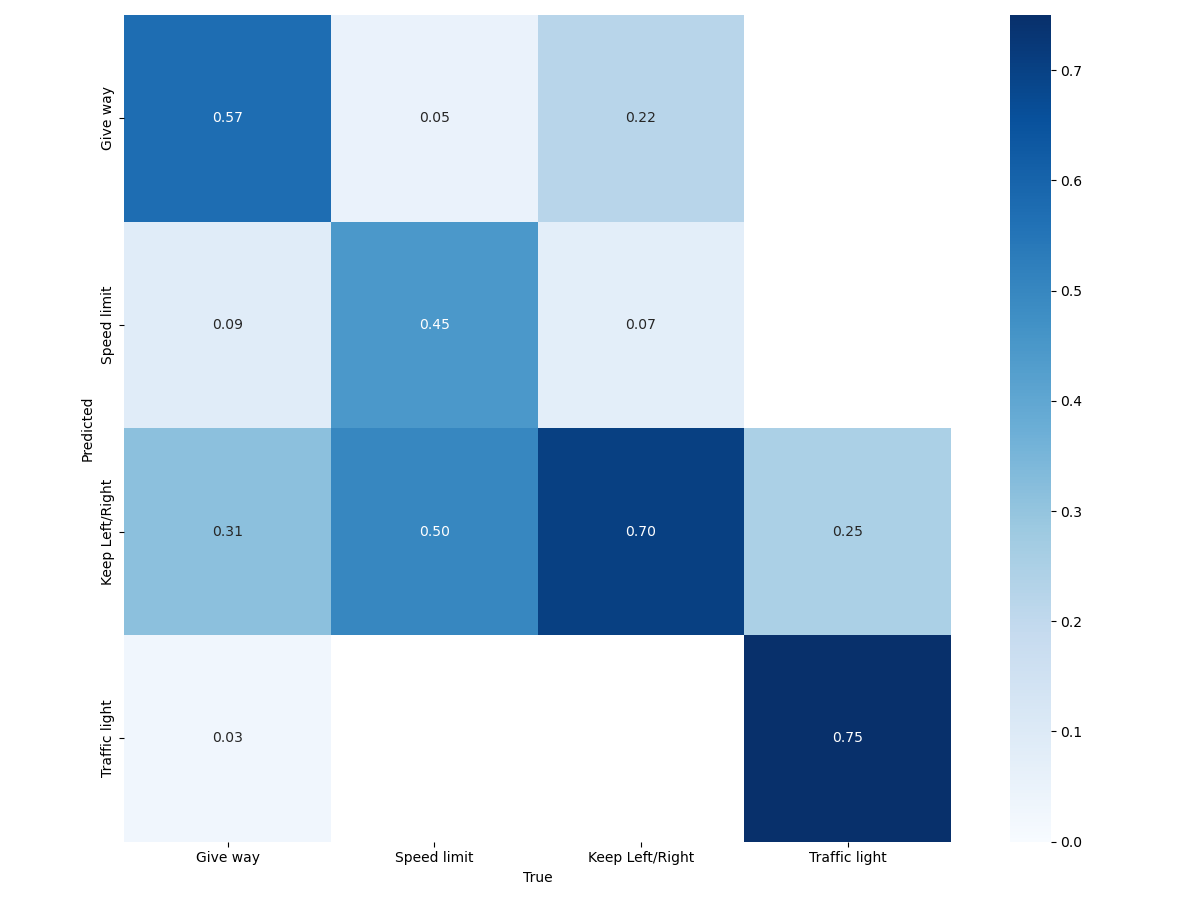 Predicted
Give way
0.57
0.05
0.22
Speed limit
0.09
0.45
0.07
Keep Left/Right
0.31
0.50
0.70
0.25
Traffic light
0.03
0.75
Give way
Speed limit
Keep Left/Right
Traffic light
True
0.7
0.6
0.5
0.4
0.3
0.2
0.1
0.0